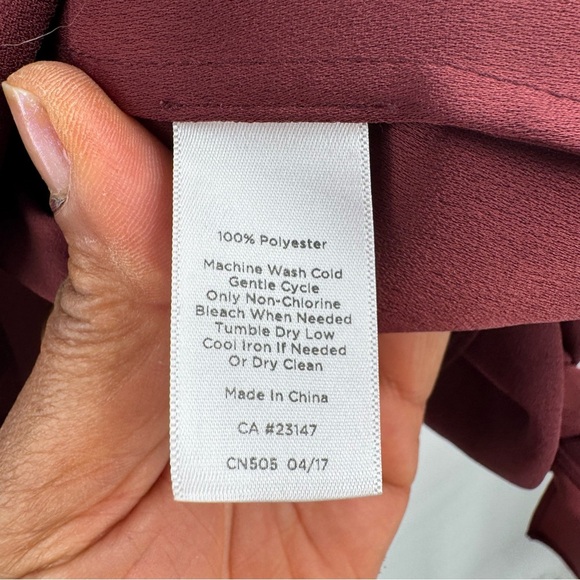 100% Polyester
Machine Wash Cold
Gentle Cycle
Only Non-Chlorine
Bleach When Needed
Tumble Dry Low
Cool Iron If Needed
Or Dry Clean
Made In China
CA #23147
CN505 04/17